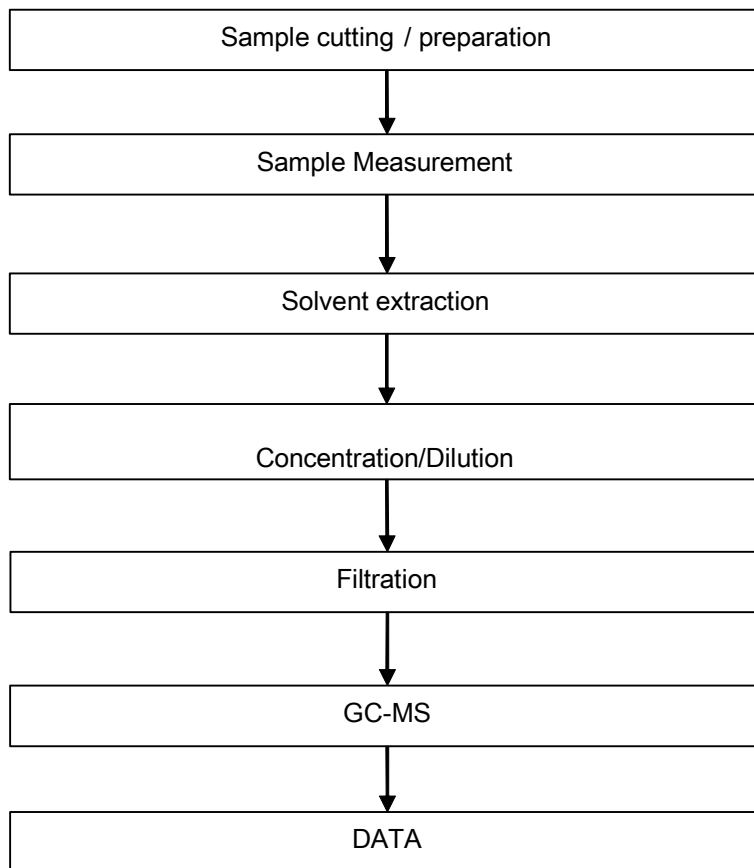 Sample cutting / preparation
Sample Measurement
Solvent extraction
Concentration/Dilution
Filtration
GC-MS
DATA